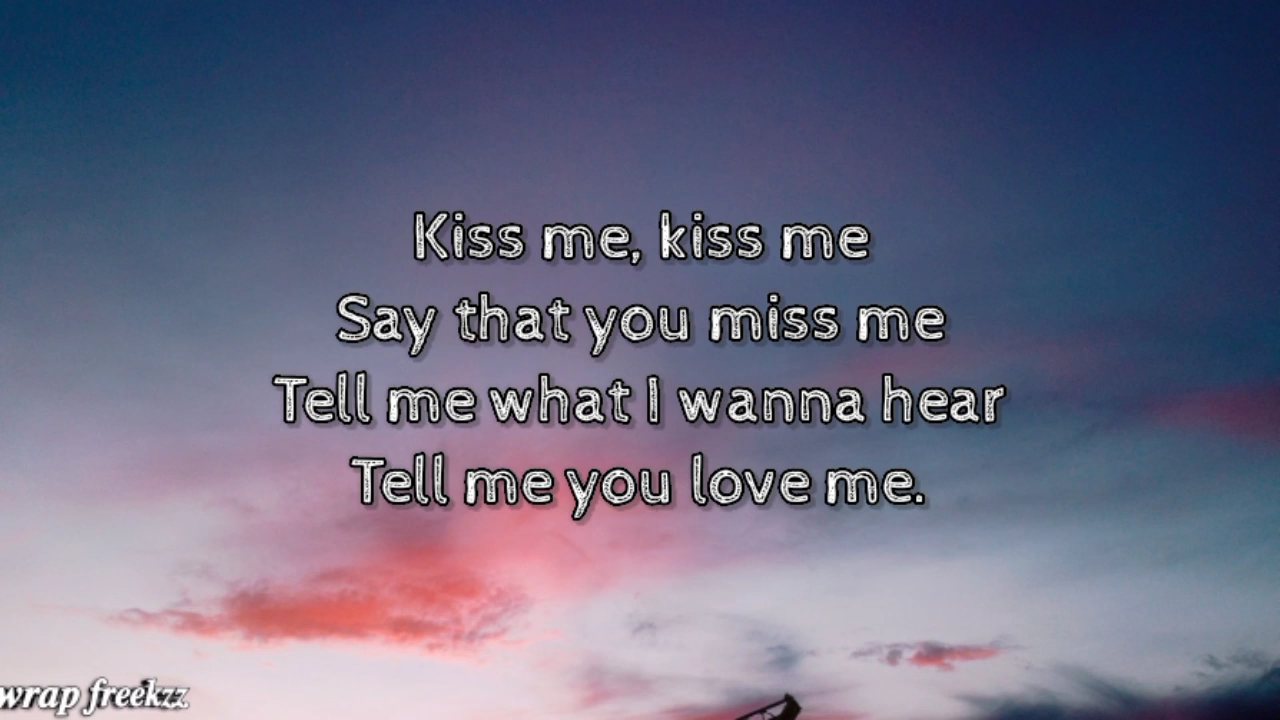 Kiss me, kiss me
Say that you miss me
Tell me what I wanna hear
Tell me you love me.
wrap freekzz